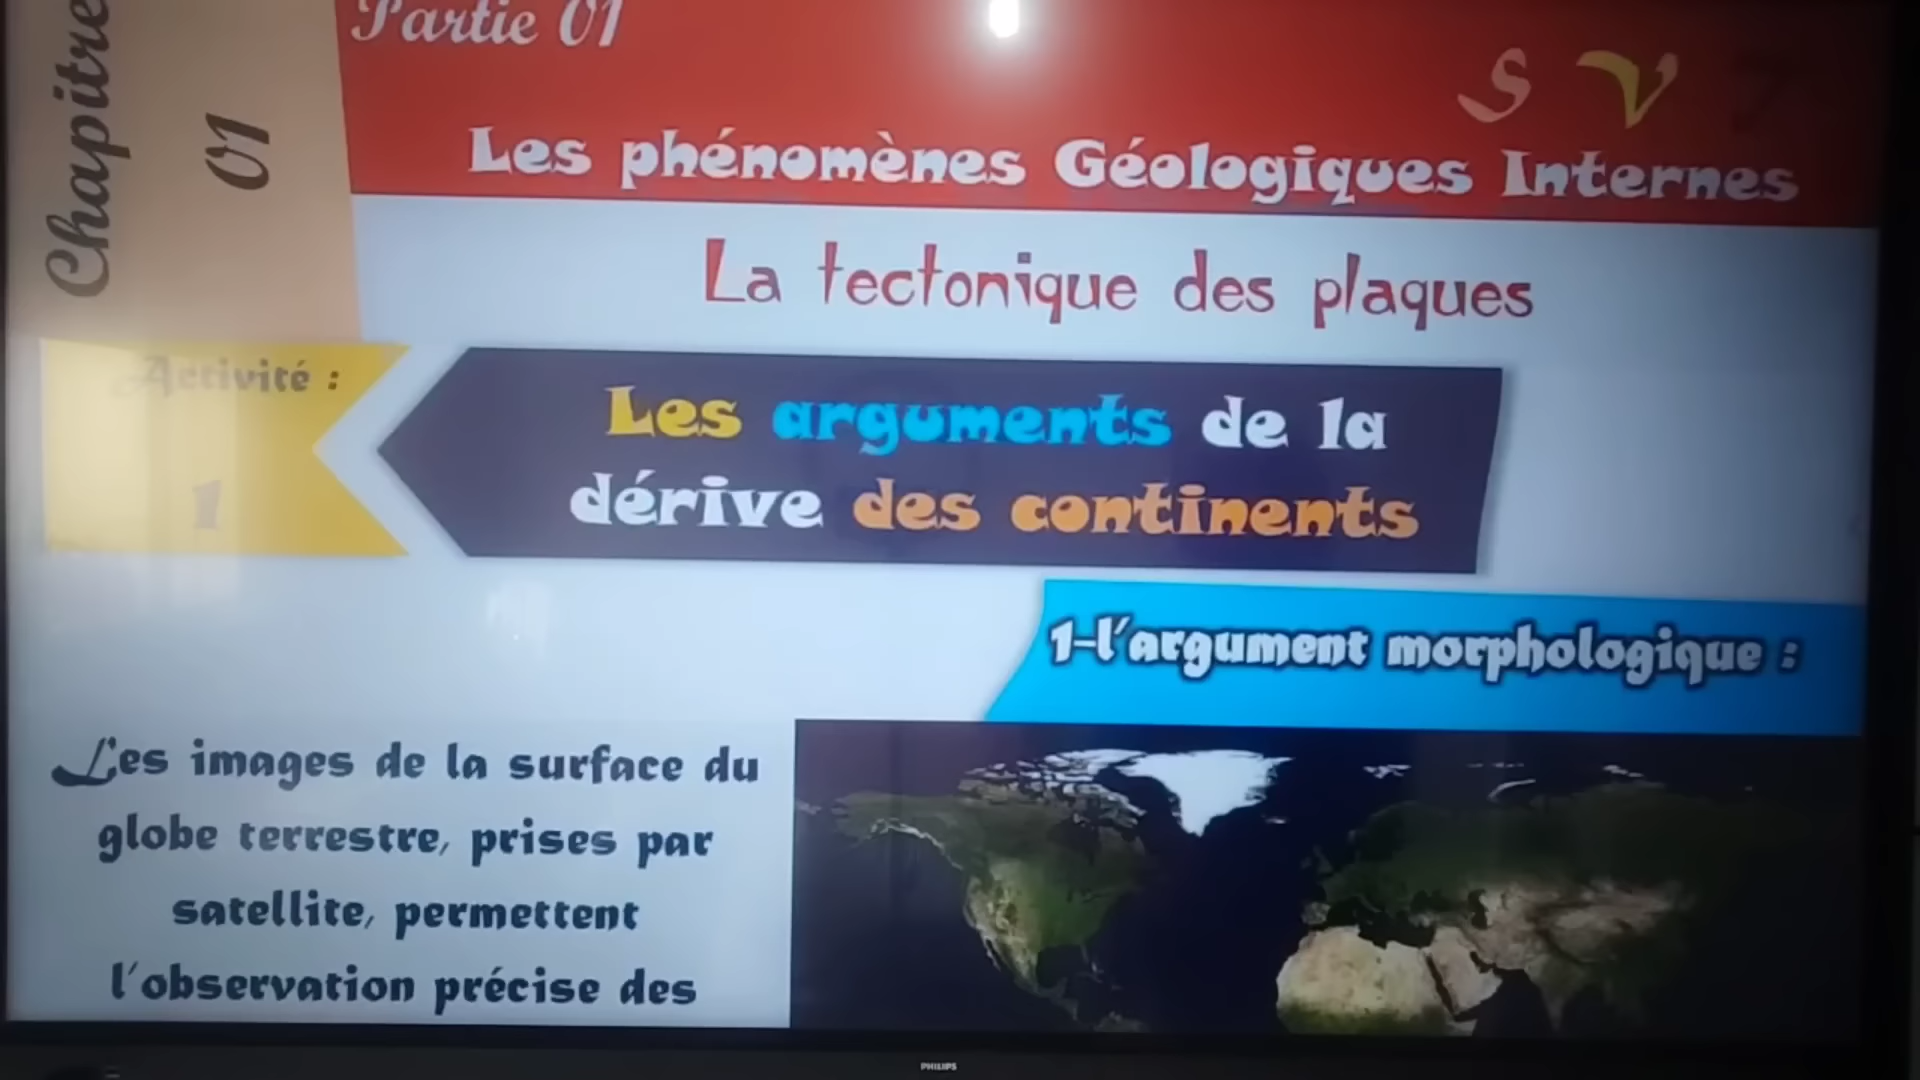 Partie 01
Chapitre
01
S V
Les phénomènes Géologiques Internes
La tectonique des plaques
Activité :
1
Les arguments de la
dérive des continents
1-l'argument morphologique :
Les images de la surface du
globe terrestre, prises par
satellite, permettent
l'observation précise des
PHILIPS